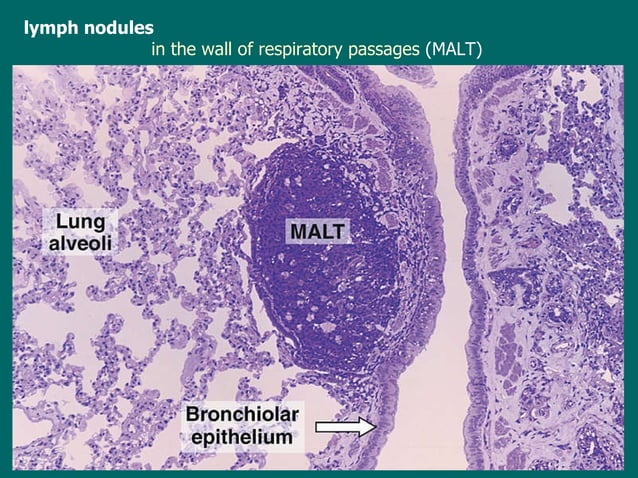 lymph nodules
in the wall of respiratory passages (MALT)
Lung
alveoli
MALT
Bronchiolar
epithelium